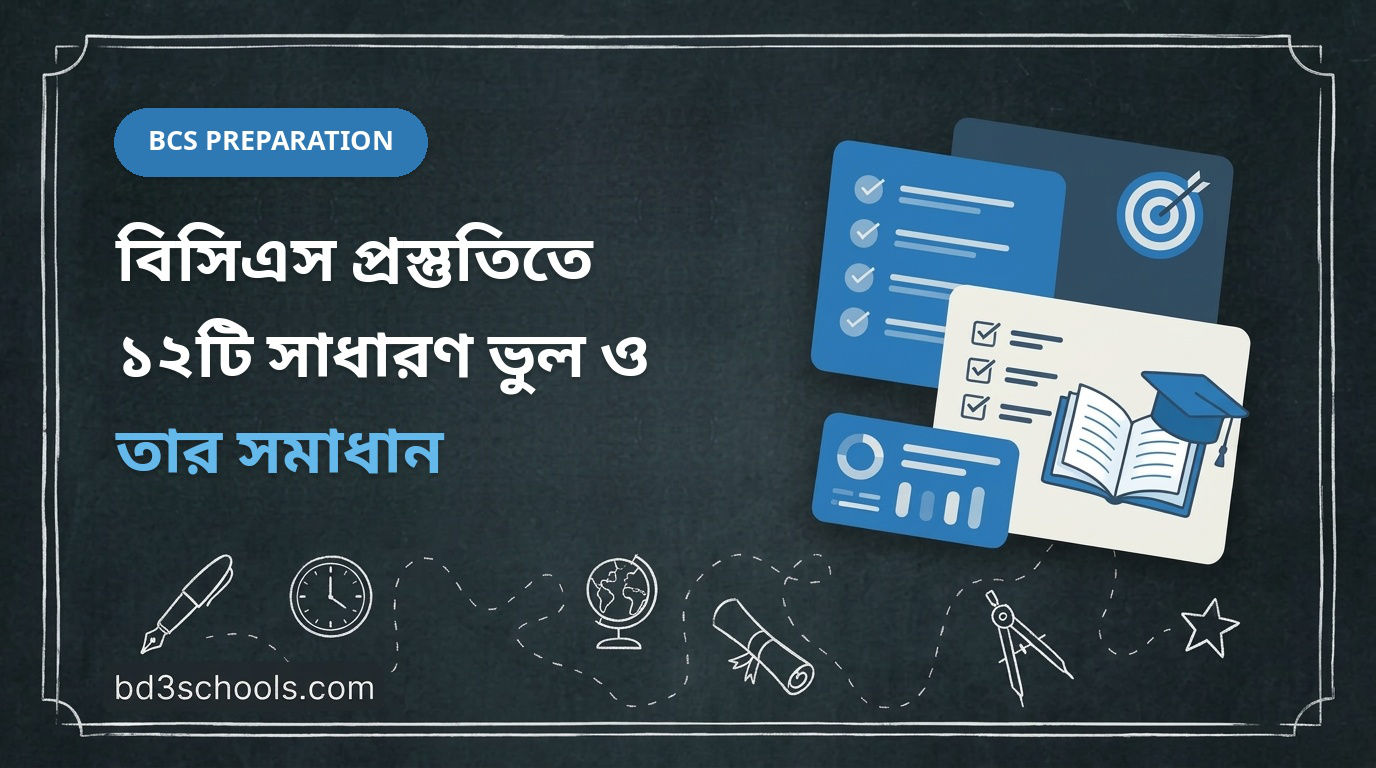 BCS PREPARATION
বিসিএস প্রস্তুতিতে
১২টি সাধারণ ভুল ও
তার সমাধান
bd3schools.com